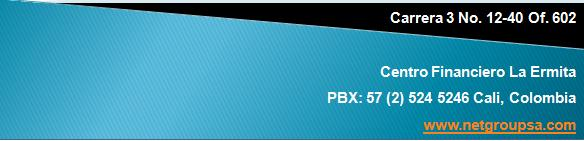 Carrera 3 No. 12-40 Of. 602
Centro Financiero La Ermita
PBX: 57 (2) 524 5246 Cali, Colombia
www.netgroupsa.com